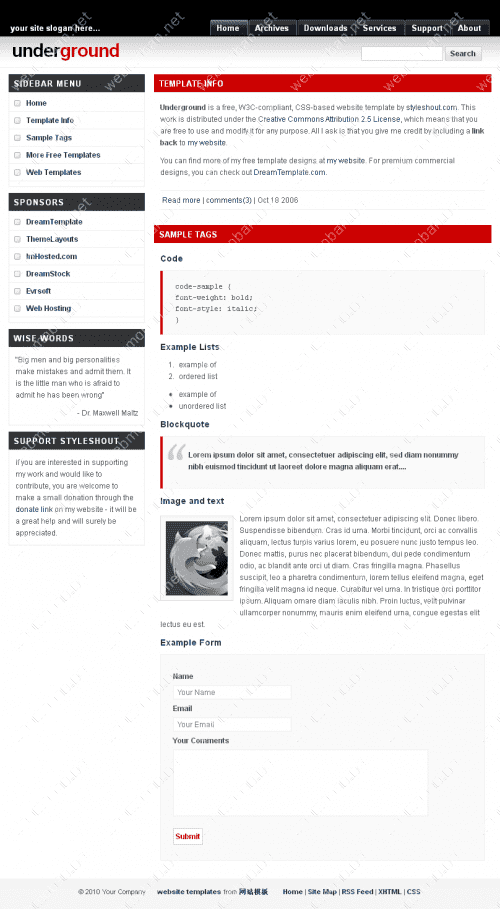 your site slogan here...
Home Archives Downloads Services Support About
underground
Search
SIDEBAR MENU
Home
Template Info
Sample Tags
More Free Templates
Web Templates
SPONSORS
DreamTemplate
ThemeLayouts
DreamStock
Evrsoft
Web Hosting
WISE WORDS
"Big men and big personalities
make mistakes and admit them. It
is the little man who is afraid to
admit he has been wrong"
- Dr. Maxwell Maltz
SUPPORT STYLESHOUT
If you are interested in supporting
my work and would like to
contribute, you are welcome to
make a small donation through the
donate link on my website - it will be
a great help and will surely be
appreciated.
TEMPLATE INFO
Underground is a free, W3C-compliant, CSS-based website template by styleshout.com. This
work is distributed under the Creative Commons Attribution 2.5 License, which means that you
are free to use and modify it for any purpose. All I ask is that you give me credit by including a link
back to my website.
You can find more of my free template designs at my website. For premium commercial
designs, you can check out DreamTemplate.com.
Read more | comments(3) | Oct 18 2006
SAMPLE TAGS
Code
code-sample {
font-weight: bold;
font-style: italic;
}
Example Lists
1. example of
2. ordered list
• example of
• unordered list
Blockquote
“ Lorem ipsum dolor sit amet, consectetuer adipiscing elit, sed diam nonummy
nibh euismod tincidunt ut laoreet dolore magna aliquam erat....
Image and text
Lorem ipsum dolor sit amet, consectetuer adipiscing elit. Donec libero.
Suspendisse bibendum. Cras id urna. Morbi tincidunt, orci ac convallis
aliquam, lectus turpis varius lorem, eu posuere nunc justo tempus leo.
Donec mattis, purus nec placerat bibendum, dui pede condimentum
odio, ac blandit ante orci ut diam. Cras fringilla magna. Phasellus
suscipit, leo a pharetra condimentum, lorem tellus eleifend magna, eget
fringilla velit magna id neque. Curabitur vel urna. In tristique orci porttitor
ipsum. Aliquam ornare diam iaculis nibh. Proin luctus, velit pulvinar
ullamcorper nonummy, mauris enim eleifend urna, congue egestas elit
lectus eu est.
Example Form
Name
Your Name
Email
Your Email
Your Comments
Submit
© 2010 Your Company website templates from 网站模板 Home | Site Map | RSS Feed | XHTML | CSS